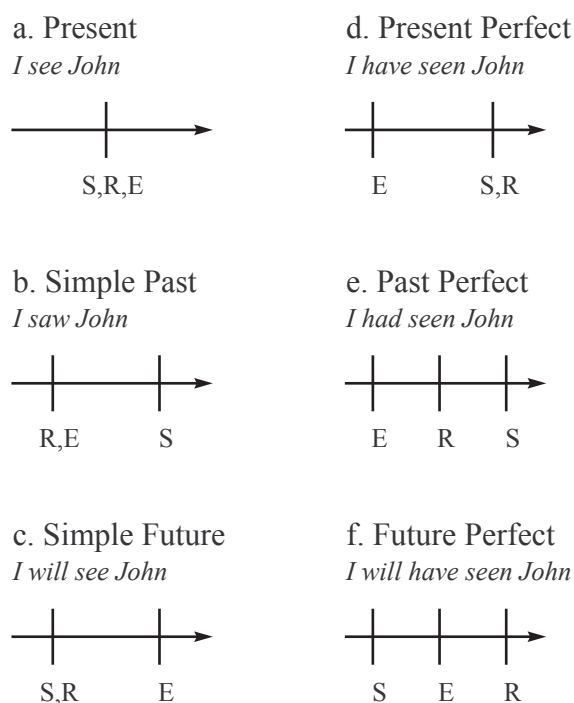 a. Present
I see John
S,R,E
b. Simple Past
I saw John
R,E S
c. Simple Future
I will see John
S,R E
d. Present Perfect
I have seen John
E S,R
e. Past Perfect
I had seen John
E R S
f. Future Perfect
I will have seen John
S E R